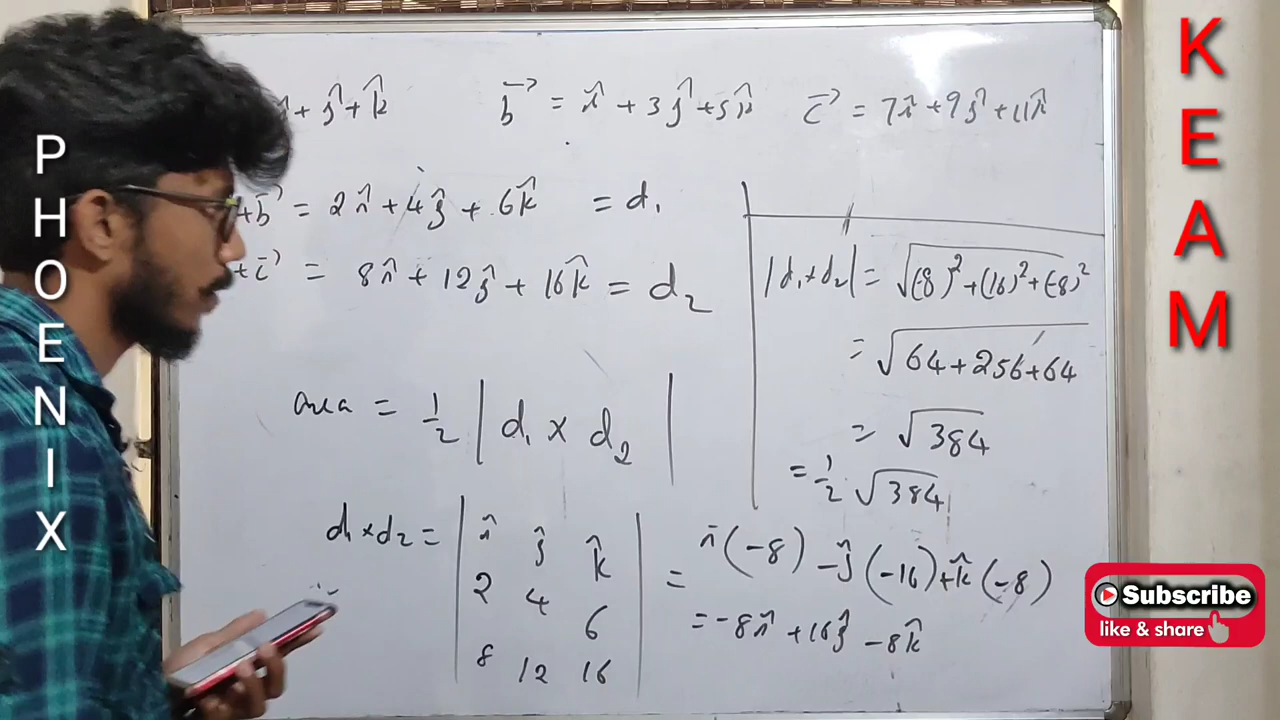 + ĵ + k̂   b⃗ = î + 3ĵ + 5k̂   c⃗ = 7î + 9ĵ + 11k̂
+ b⃗ = 2î + 4ĵ + 6k̂ = d₁
+ c⃗ = 8î + 12ĵ + 16k̂ = d₂
area = 1/2 | d₁ × d₂ |
d₁ × d₂ = | î ĵ k̂
2 4 6
8 12 16 |
= î(-8) - ĵ(-16) + k̂(-8)
= -8î + 16ĵ - 8k̂
|d₁×d₂| = √(-8)² + (16)² + (-8)²
= √64 + 256 + 64
= √384
= 1/2 √384
PHOENIX
KEAM
Subscribe
like & share